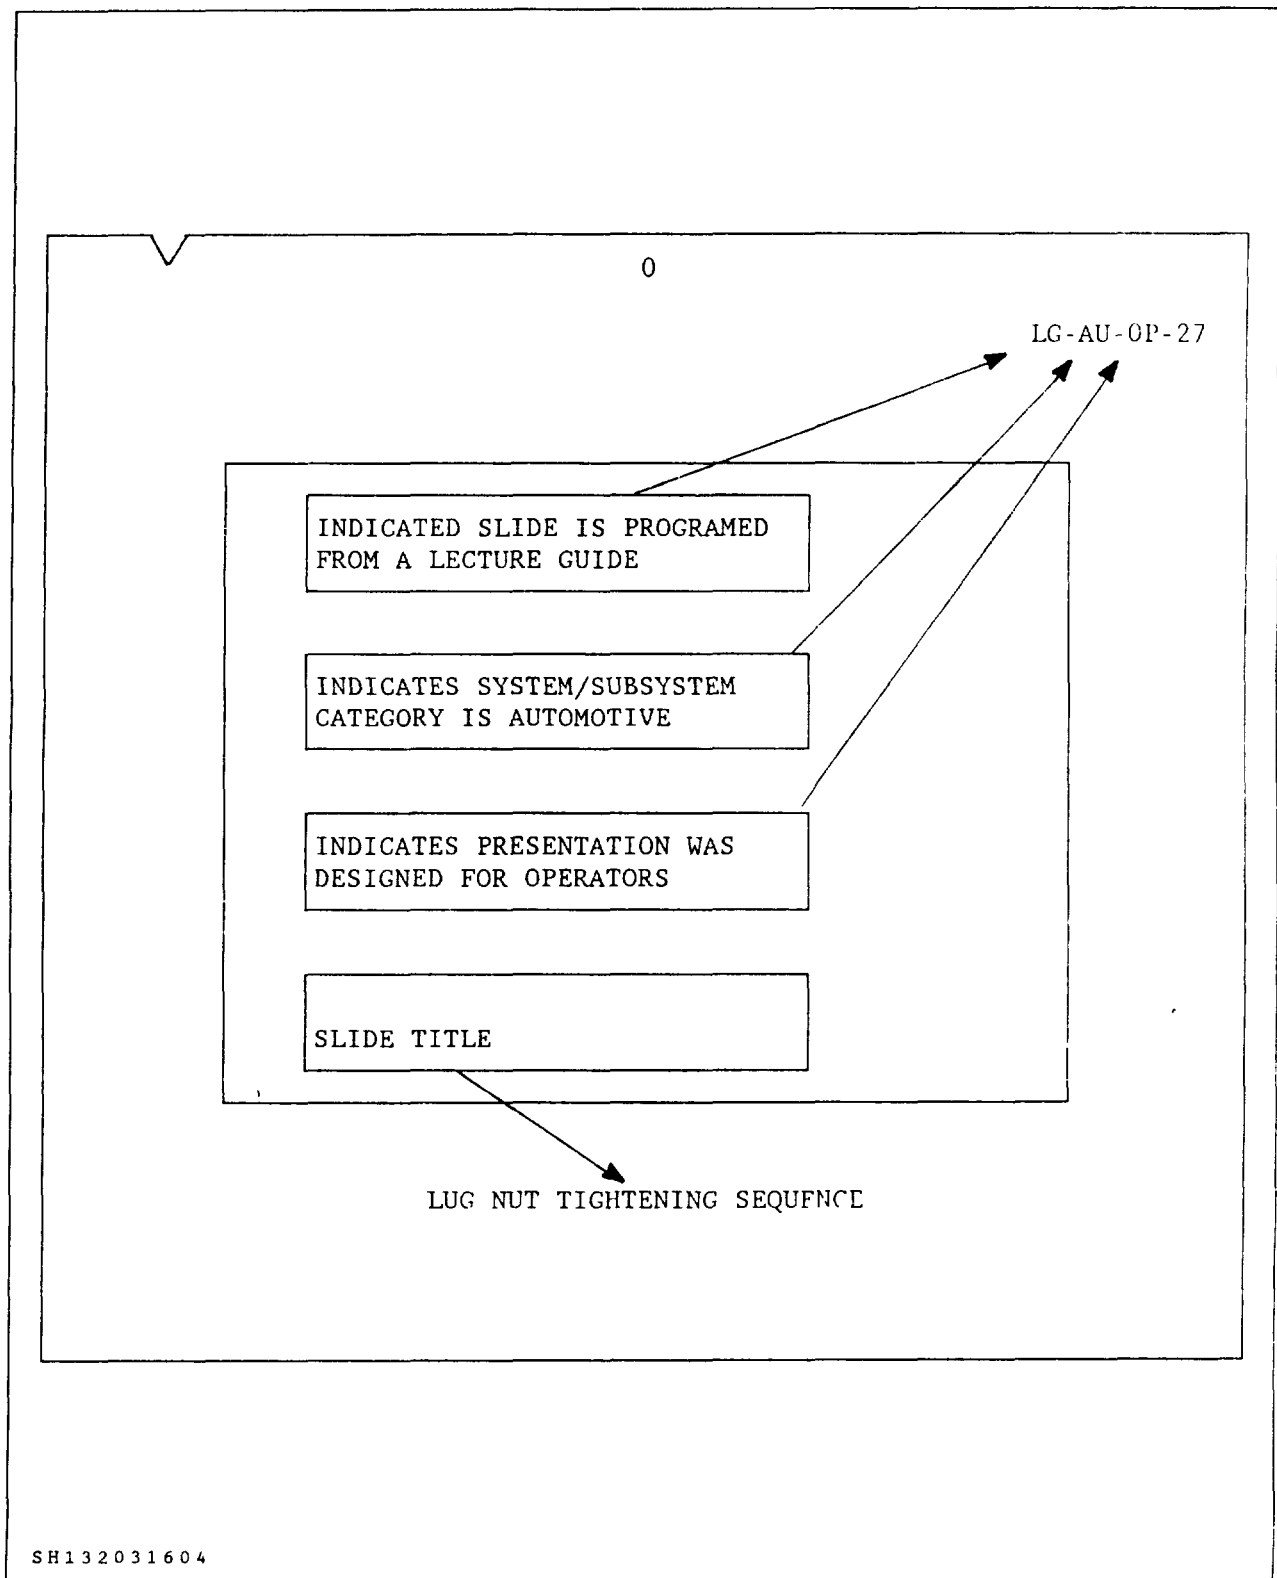 0
LG-AU-OP-27
INDICATED SLIDE IS PROGRAMED
FROM A LECTURE GUIDE
INDICATES SYSTEM/SUBSYSTEM
CATEGORY IS AUTOMOTIVE
INDICATES PRESENTATION WAS
DESIGNED FOR OPERATORS
SLIDE TITLE
LUG NUT TIGHTENING SEQUENCE
SH132031604